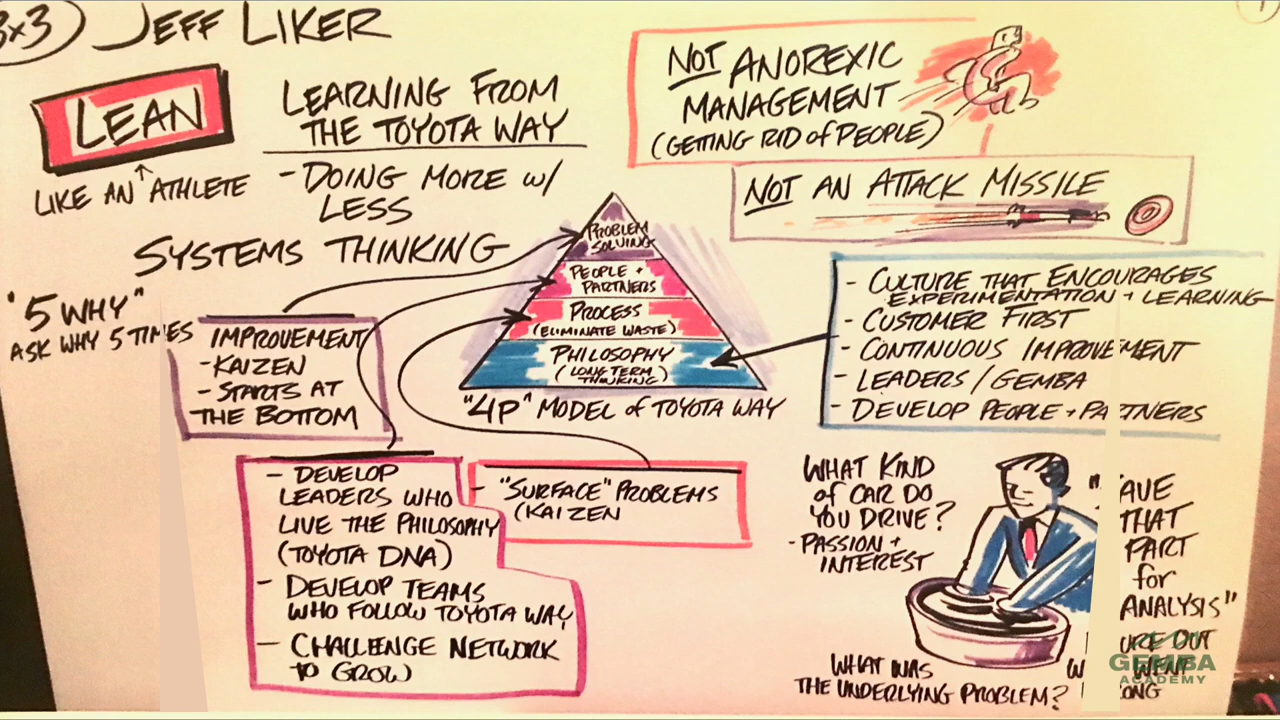 3x3) JEFF LIKER
LEAN
LIKE AN ↑ ATHLETE
LEARNING FROM
THE TOYOTA WAY
- DOING MORE w/
LESS
NOT ANOREXIC
MANAGEMENT
(GETTING RID of PEOPLE)
NOT AN ATTACK MISSILE
SYSTEMS THINKING
"5 WHY"
ASK WHY 5 TIMES
IMPROVEMENT
- KAIZEN
- STARTS AT
THE BOTTOM
PROBLEM
SOLVING
PEOPLE +
PARTNERS
PROCESS
(ELIMINATE WASTE)
PHILOSOPHY
(LONG TERM
THINKING)
"4P" MODEL of TOYOTA WAY
- CULTURE THAT ENCOURAGES
EXPERIMENTATION + LEARNING
- CUSTOMER FIRST
- CONTINUOUS IMPROVEMENT
- LEADERS / GEMBA
- DEVELOP PEOPLE + PARTNERS
- DEVELOP
LEADERS WHO
LIVE THE PHILOSOPHY
(TOYOTA DNA)
- DEVELOP TEAMS
WHO FOLLOW TOYOTA WAY
- CHALLENGE NETWORK
TO GROW
- "SURFACE" PROBLEMS
(KAIZEN
WHAT KIND
of CAR DO
YOU DRIVE?
- PASSION +
INTEREST
AVE
THAT
PART
for
ANALYSIS"
WHAT WAS
THE UNDERLYING PROBLEM?
URE OUT
WENT
ONG
GEMBA
ACADEMY